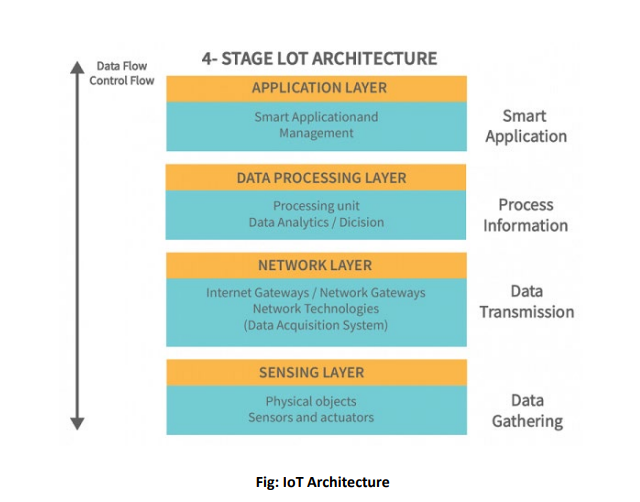 4- STAGE LOT ARCHITECTURE
Data Flow
Control Flow
APPLICATION LAYER
Smart Applicationand
Management
Smart
Application
DATA PROCESSING LAYER
Processing unit
Data Analytics / Dicision
Process
Information
NETWORK LAYER
Internet Gateways / Network Gateways
Network Technologies
(Data Acquisition System)
Data
Transmission
SENSING LAYER
Physical objects
Sensors and actuators
Data
Gathering
Fig: IoT Architecture